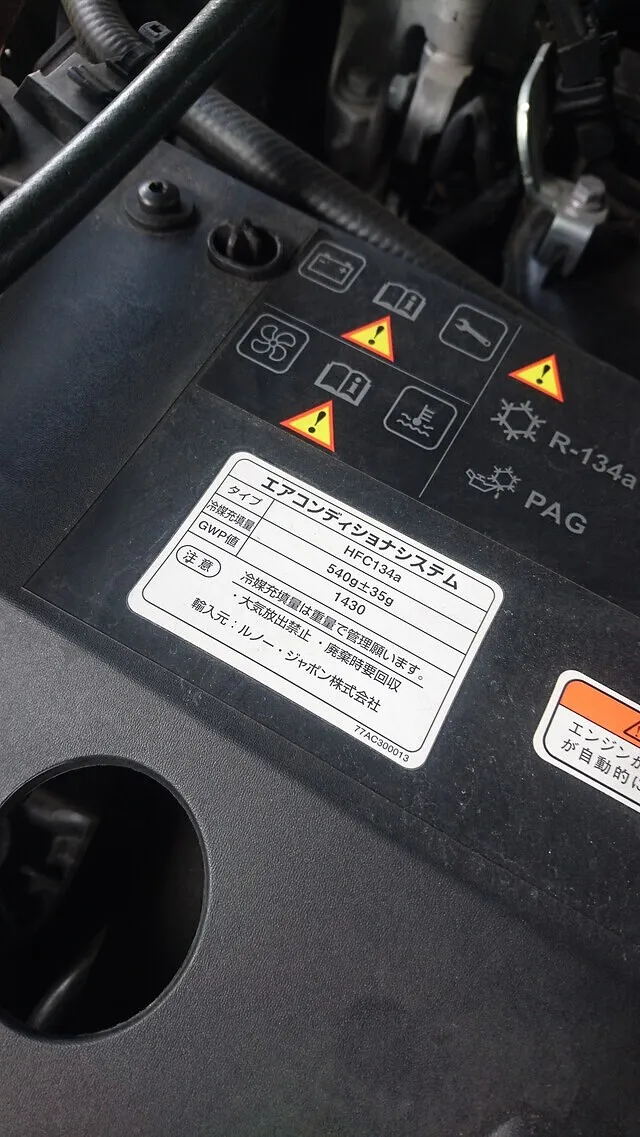 R-134a
PAG
エアコンディショナシステム
タイプ HFC134a
冷媒充填量 540g±35g
GWP値 1430
注意 冷媒充填量は重量で管理願います。
・大気放出禁止・廃棄時要回収
輸入元：ルノー・ジャポン株式会社
77AC300013
エンジンが
が自動的に